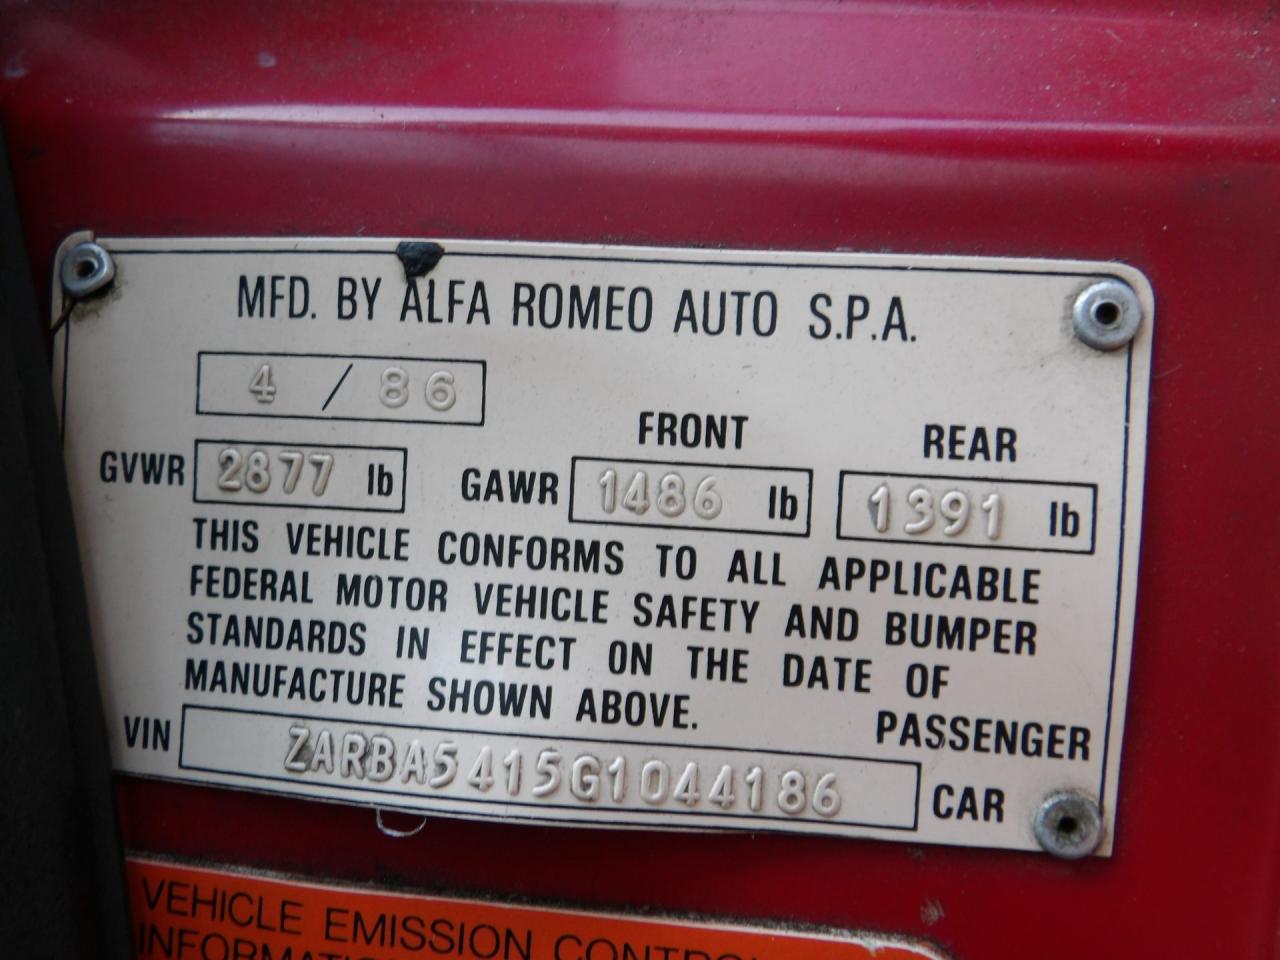 MFD. BY ALFA ROMEO AUTO S.P.A.
4 / 86
FRONT REAR
GVWR 2877 lb GAWR 1486 lb 1391 lb
THIS VEHICLE CONFORMS TO ALL APPLICABLE
FEDERAL MOTOR VEHICLE SAFETY AND BUMPER
STANDARDS IN EFFECT ON THE DATE OF
MANUFACTURE SHOWN ABOVE.
PASSENGER
VIN ZARBA5415G1044186 CAR
VEHICLE EMISSION